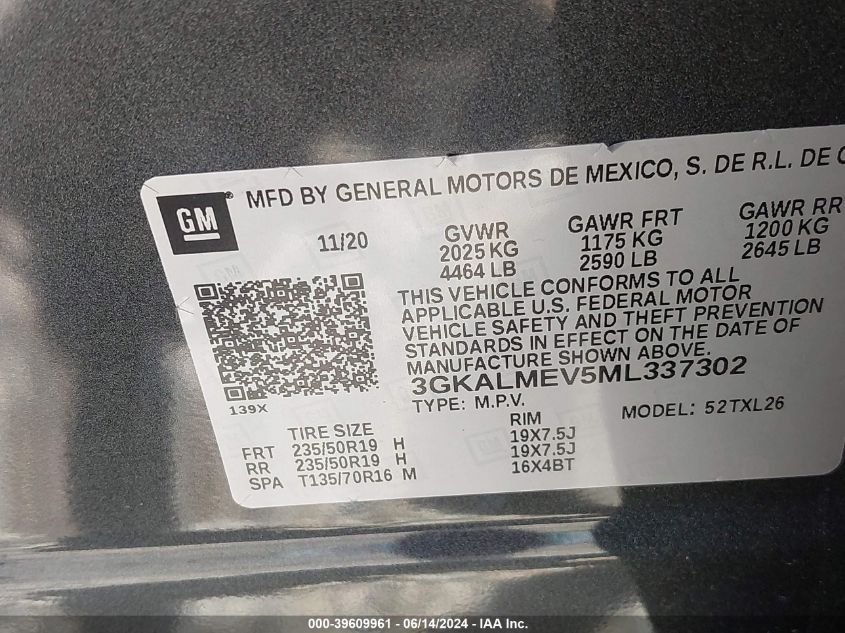 MFD BY GENERAL MOTORS DE MEXICO, S. DE R.L. DE
GM
11/20
GVWR
2025 KG
4464 LB
GAWR FRT
1175 KG
2590 LB
GAWR RR
1200 KG
2645 LB
THIS VEHICLE CONFORMS TO ALL
APPLICABLE U.S. FEDERAL MOTOR
VEHICLE SAFETY AND THEFT PREVENTION
STANDARDS IN EFFECT ON THE DATE OF
MANUFACTURE SHOWN ABOVE.
3GKALMEV5ML337302
139X
TYPE: M.P.V.
MODEL: 52TXL26
TIRE SIZE RIM
FRT 235/50R19 H 19X7.5J
RR 235/50R19 H 19X7.5J
SPA T135/70R16 M 16X4BT
000-39609961 - 06/14/2024 - IAA Inc.